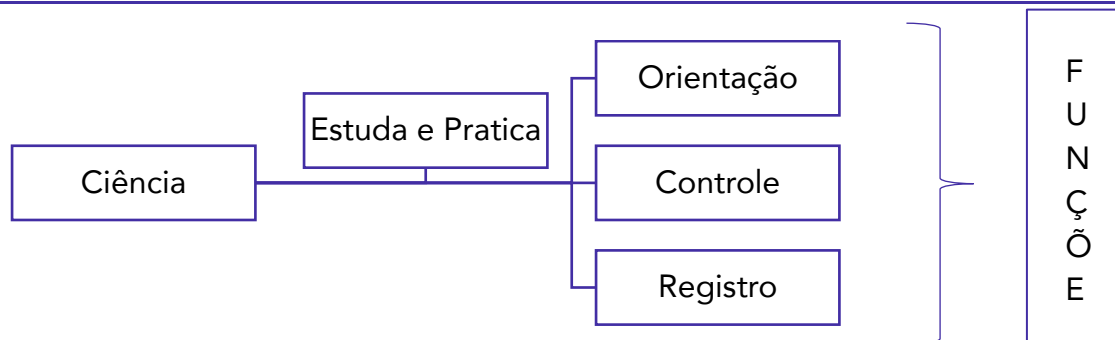 Orientação
Estuda e Pratica
Ciência
Controle
Registro
F
U
N
Ç
Õ
E